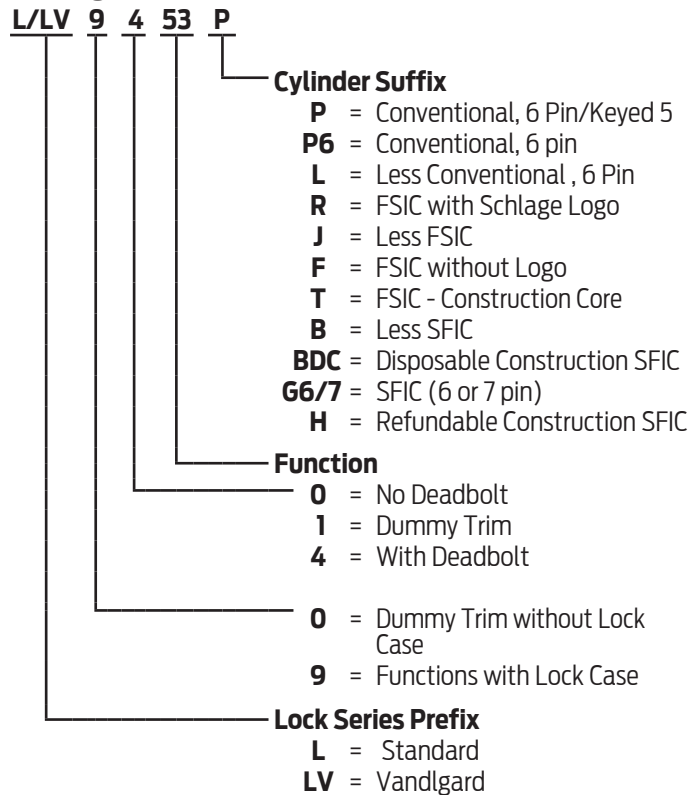 L/LV 9 4 53 P
Cylinder Suffix
P = Conventional, 6 Pin/Keyed 5
P6 = Conventional, 6 pin
L = Less Conventional , 6 Pin
R = FSIC with Schlage Logo
J = Less FSIC
F = FSIC without Logo
T = FSIC - Construction Core
B = Less SFIC
BDC = Disposable Construction SFIC
G6/7 = SFIC (6 or 7 pin)
H = Refundable Construction SFIC
Function
0 = No Deadbolt
1 = Dummy Trim
4 = With Deadbolt
0 = Dummy Trim without Lock
Case
9 = Functions with Lock Case
Lock Series Prefix
L = Standard
LV = Vandlgard